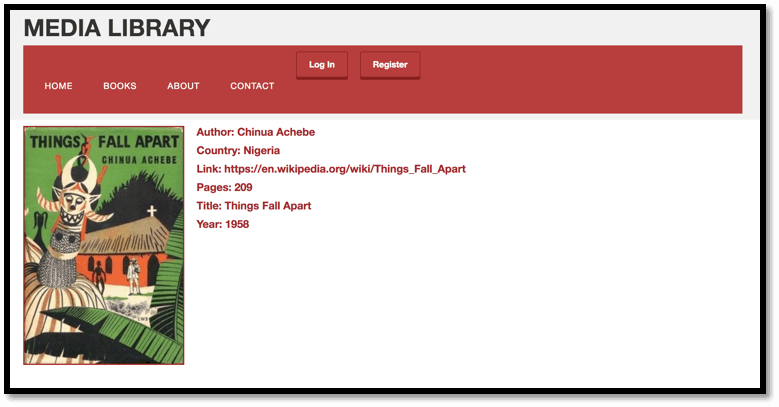 MEDIA LIBRARY
Log In
Register
HOME
BOOKS
ABOUT
CONTACT
THINGS FALL APART
CHINUA ACHEBE
Author: Chinua Achebe
Country: Nigeria
Link: https://en.wikipedia.org/wiki/Things_Fall_Apart
Pages: 209
Title: Things Fall Apart
Year: 1958